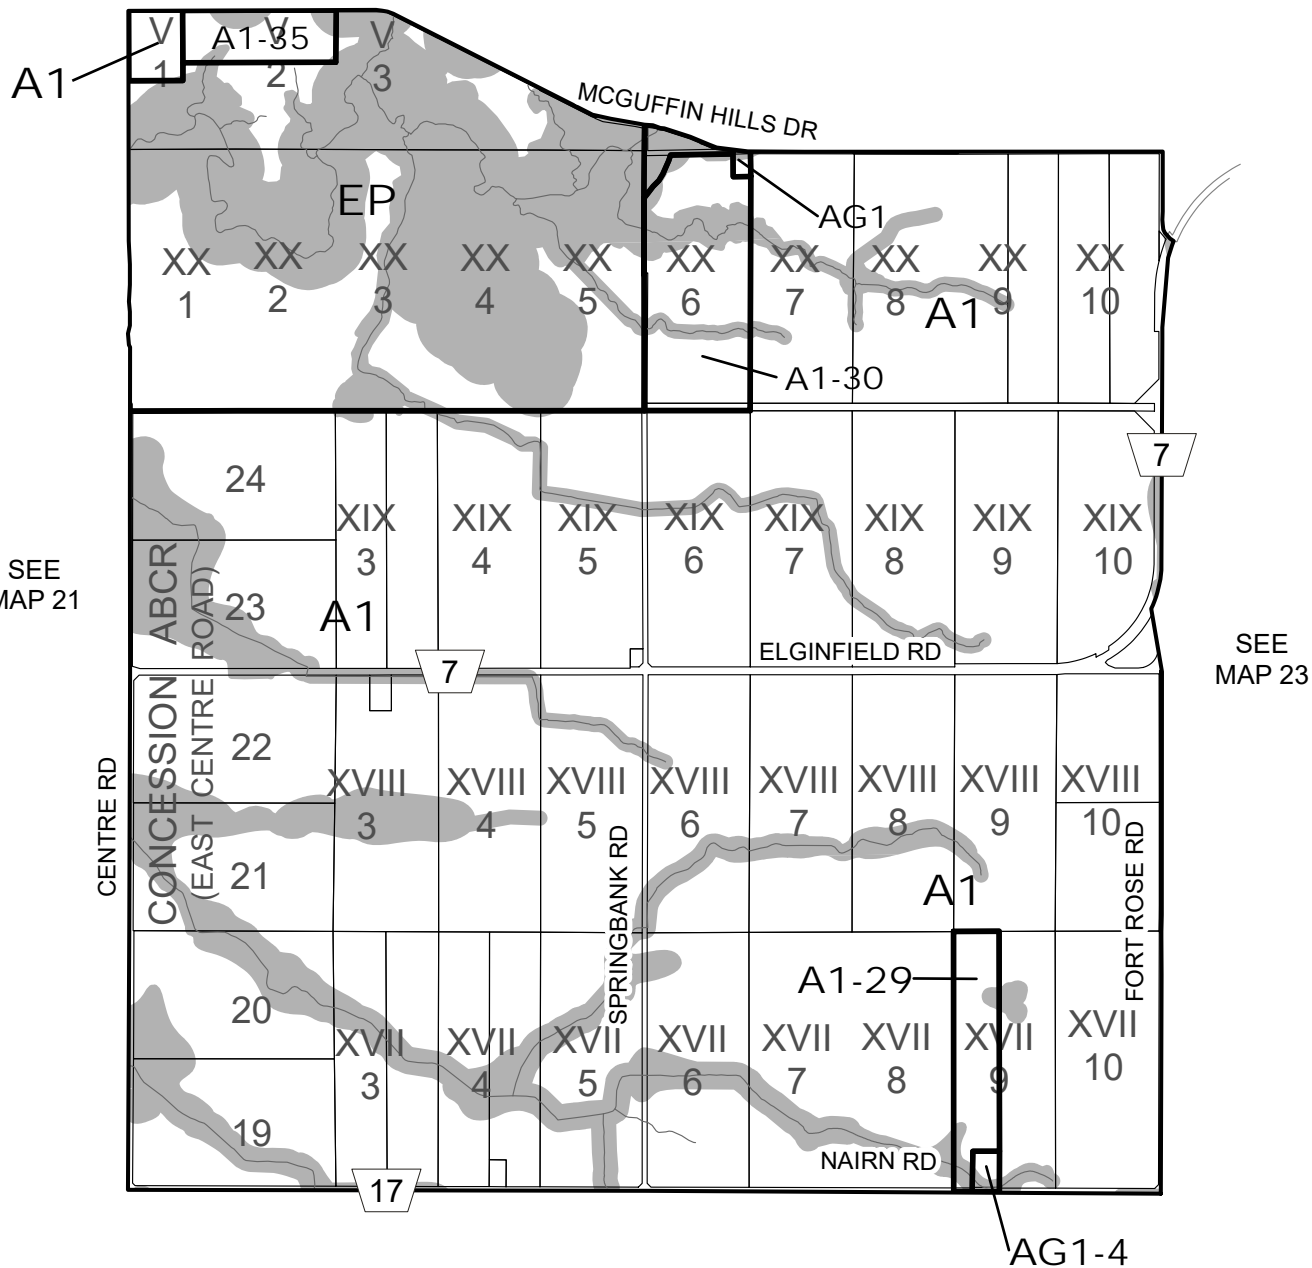 V V V
A1-35
1 2 3
A1
MCGUFFIN HILLS DR
EP
AG1
XX XX XX XX XX XX XX XX XX XX
1 2 3 4 5 6 7 8 9 10
A1
A1-30
7
24
XIX XIX XIX XIX XIX XIX XIX XIX
3 4 5 6 7 8 9 10
SEE
MAP 21
23
A1
ELGINFIELD RD
SEE
MAP 23
7
CONCESSION ABCR
(EAST CENTRE ROAD)
22
XVIII XVIII XVIII XVIII XVIII XVIII XVIII XVIII
3 4 5 6 7 8 9 10
CENTRE RD
21
A1
SPRINGBANK RD
FORT ROSE RD
A1-29
20
XVII XVII XVII XVII XVII XVII XVII XVII
3 4 5 6 7 8 9 10
19
NAIRN RD
17
AG1-4